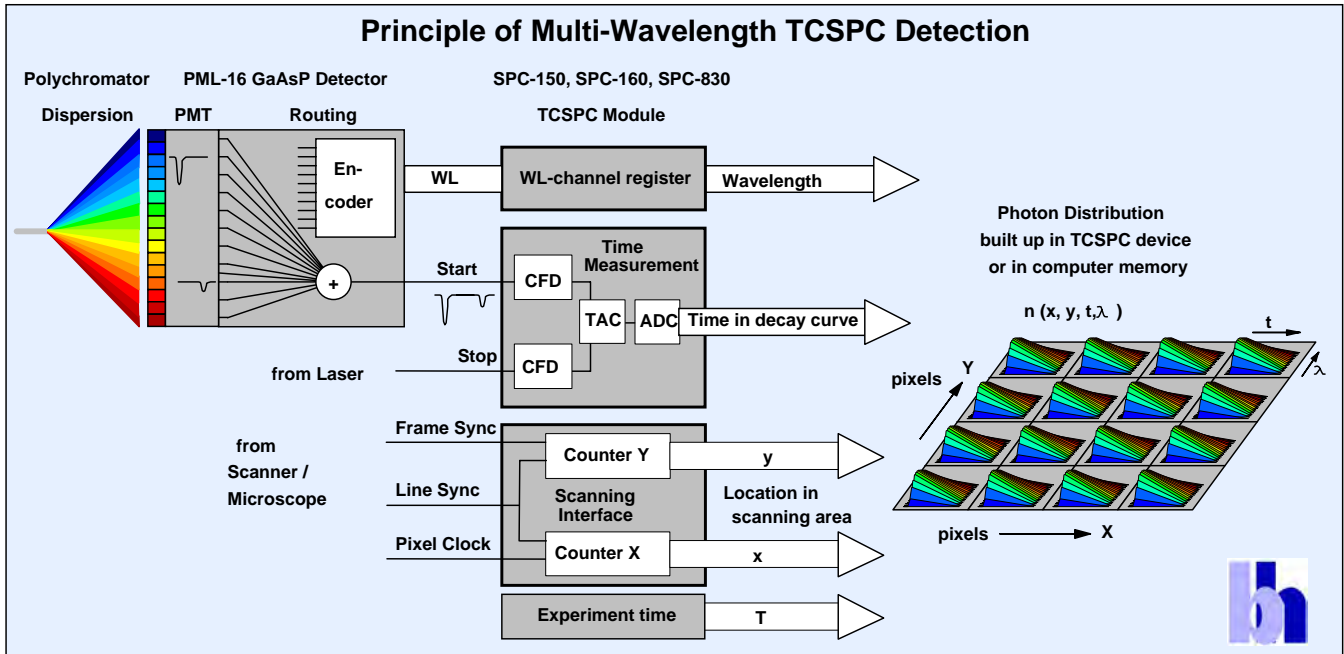 Principle of Multi-Wavelength TCSPC Detection
Polychromator
Dispersion
PML-16 GaAsP Detector
PMT
Routing
SPC-150, SPC-160, SPC-830
TCSPC Module
En-
coder
WL
WL-channel register
Wavelength
+
Start
Stop
from Laser
CFD
CFD
TAC
ADC
Time
Measurement
Time in decay curve
from
Scanner /
Microscope
Frame Sync
Line Sync
Pixel Clock
Counter Y
Scanning
Interface
Counter X
y
Location in
scanning area
x
Experiment time
T
Photon Distribution
built up in TCSPC device
or in computer memory
n (x, y, t,λ )
t
λ
pixels
Y
pixels
X
bh